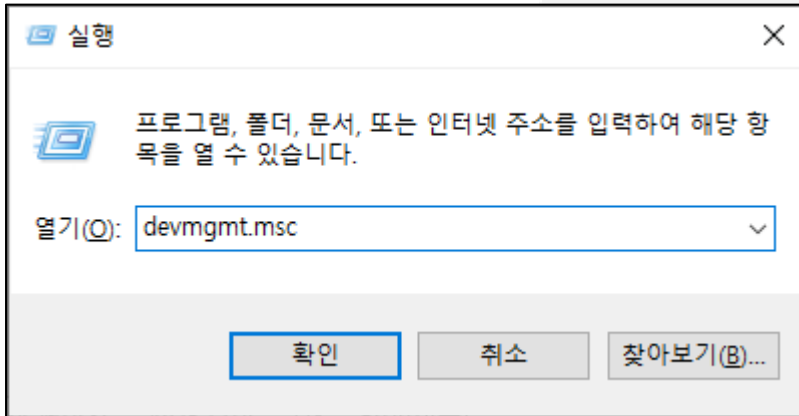 실행
프로그램, 폴더, 문서, 또는 인터넷 주소를 입력하여 해당 항
목을 열 수 있습니다.
열기(O): devmgmt.msc
확인 취소 찾아보기(B)...